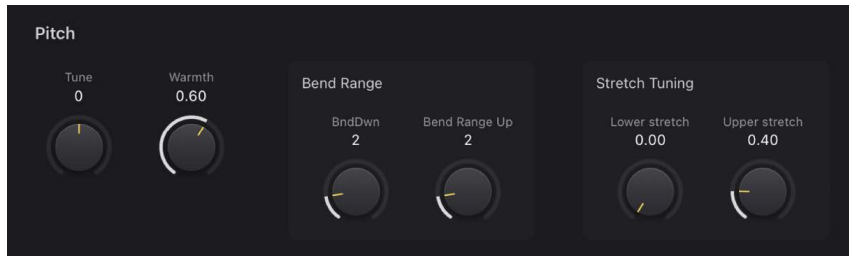 Pitch
Tune
0
Warmth
0.60
Bend Range
BndDwn
2
Bend Range Up
2
Stretch Tuning
Lower stretch
0.00
Upper stretch
0.40